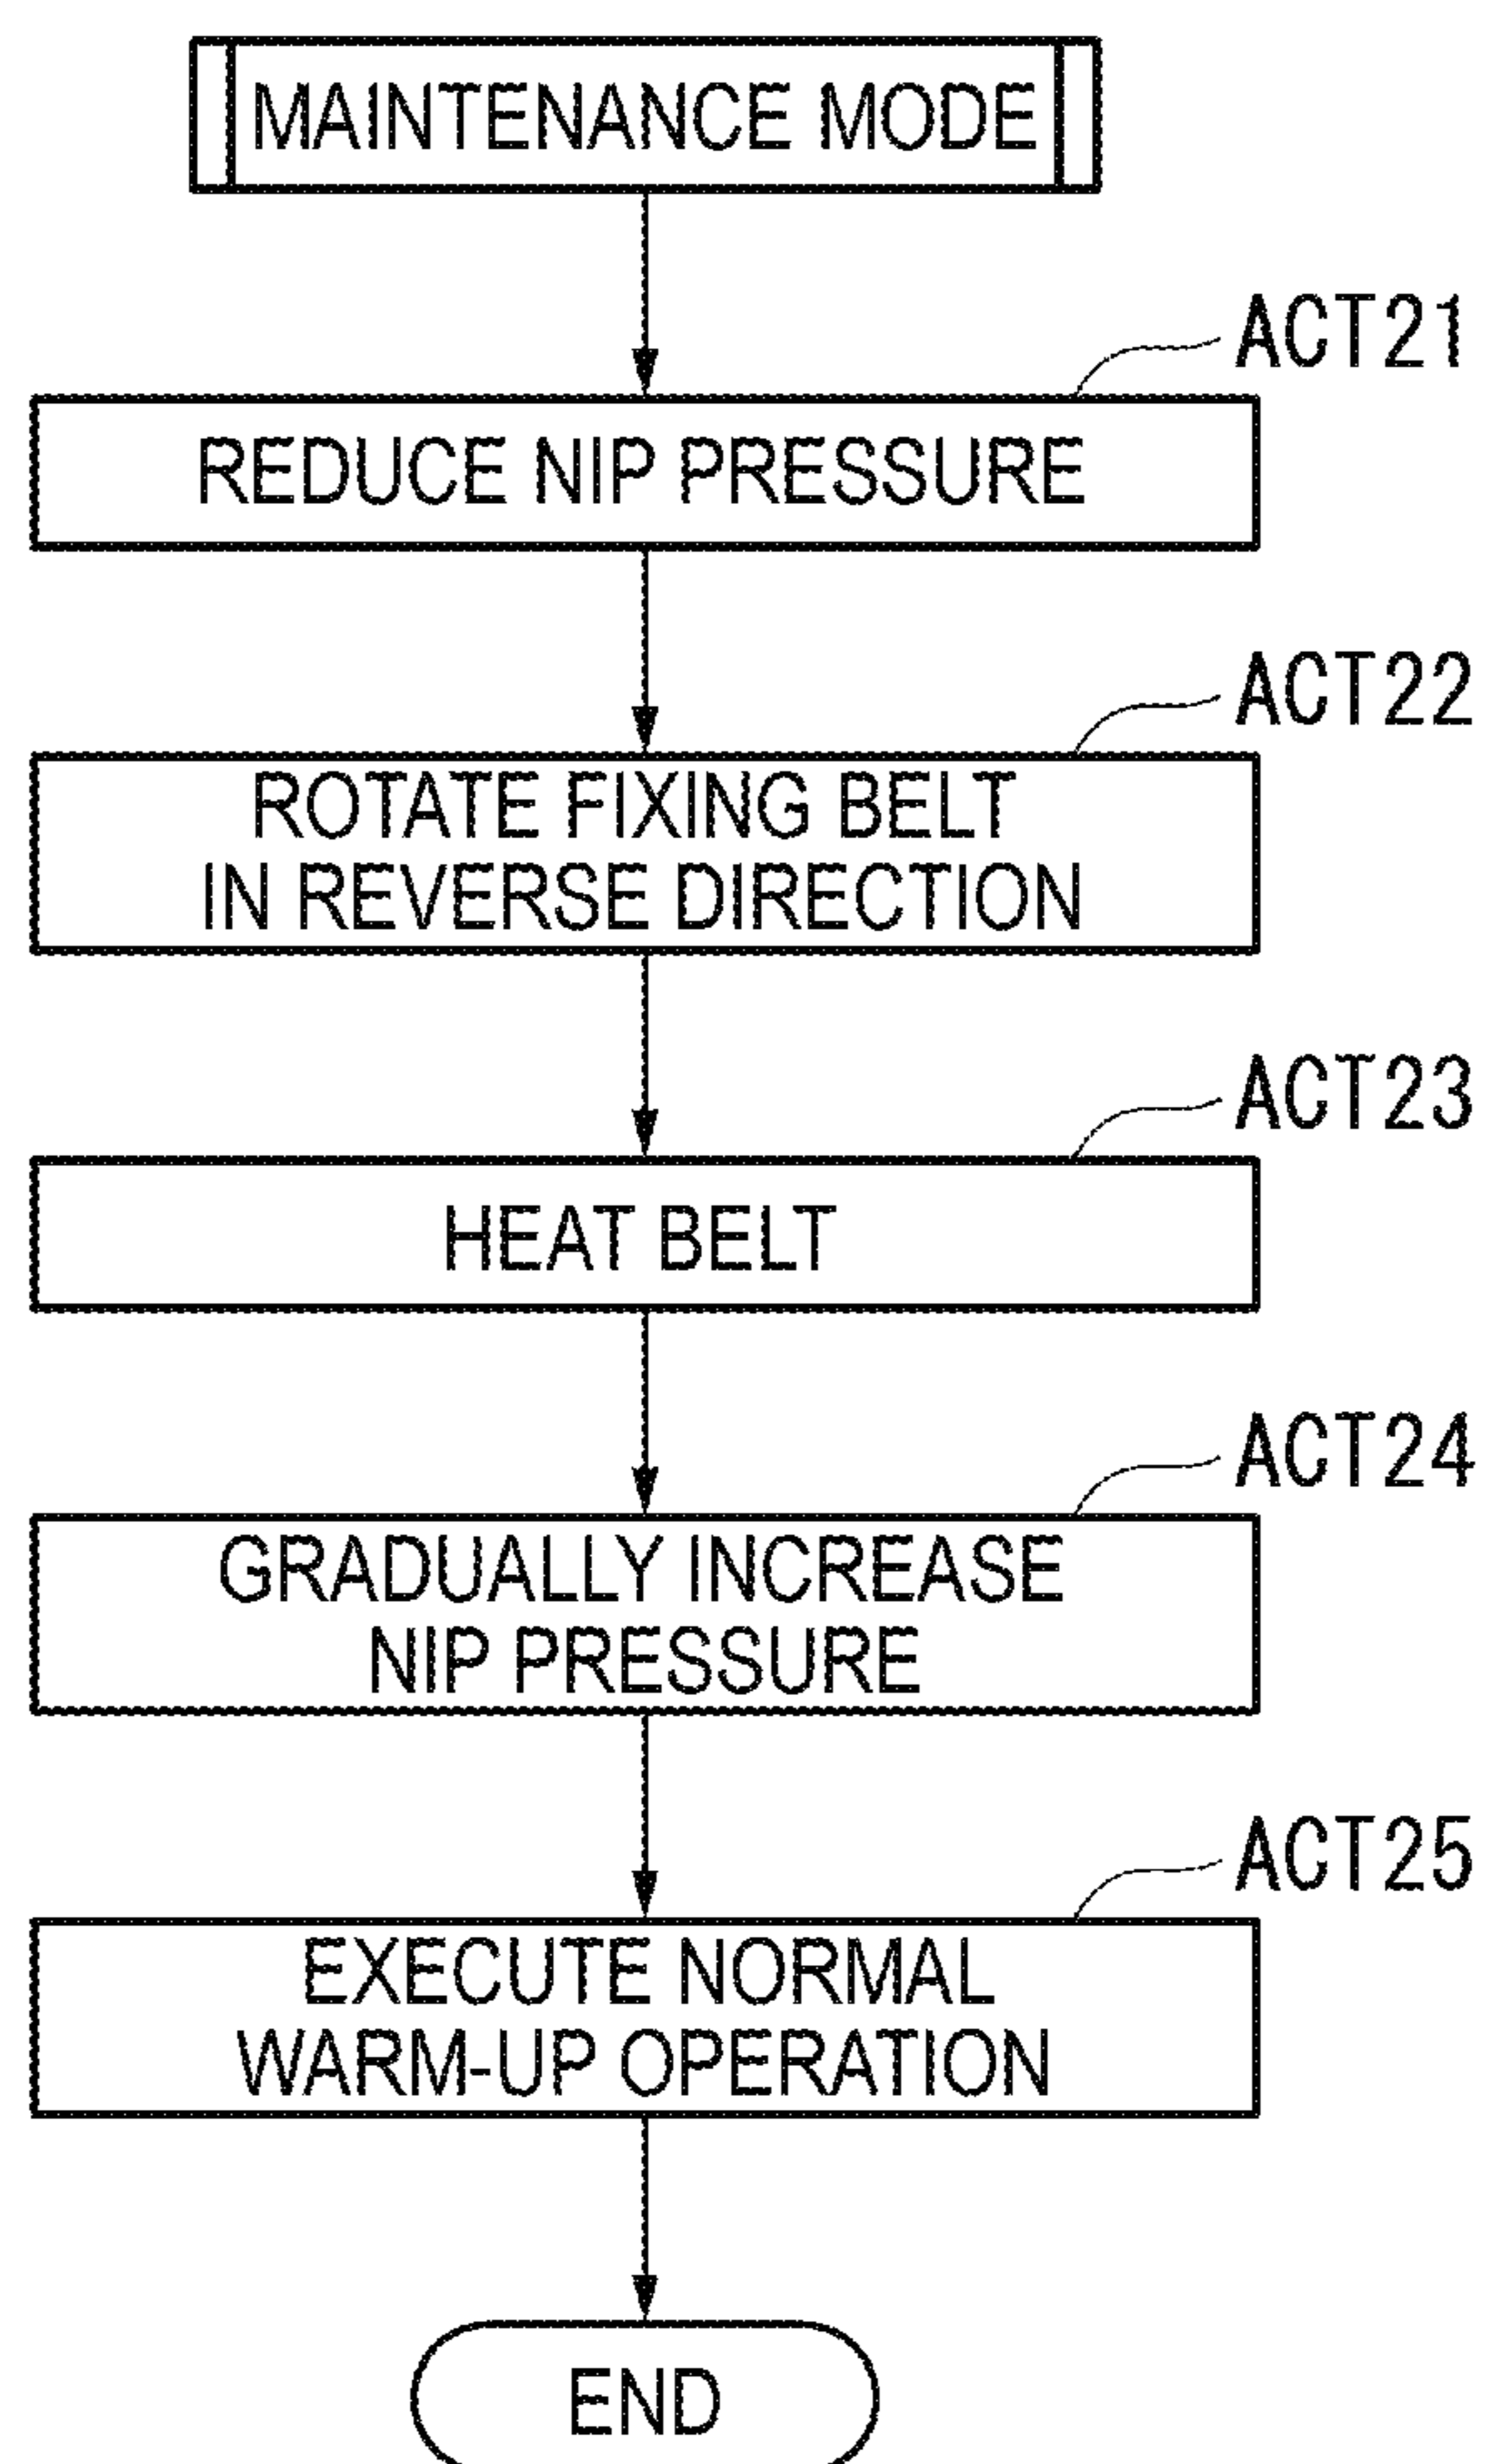 MAINTENANCE MODE
ACT21
REDUCE NIP PRESSURE
ACT22
ROTATE FIXING BELT
IN REVERSE DIRECTION
ACT23
HEAT BELT
ACT24
GRADUALLY INCREASE
NIP PRESSURE
ACT25
EXECUTE NORMAL
WARM-UP OPERATION
END